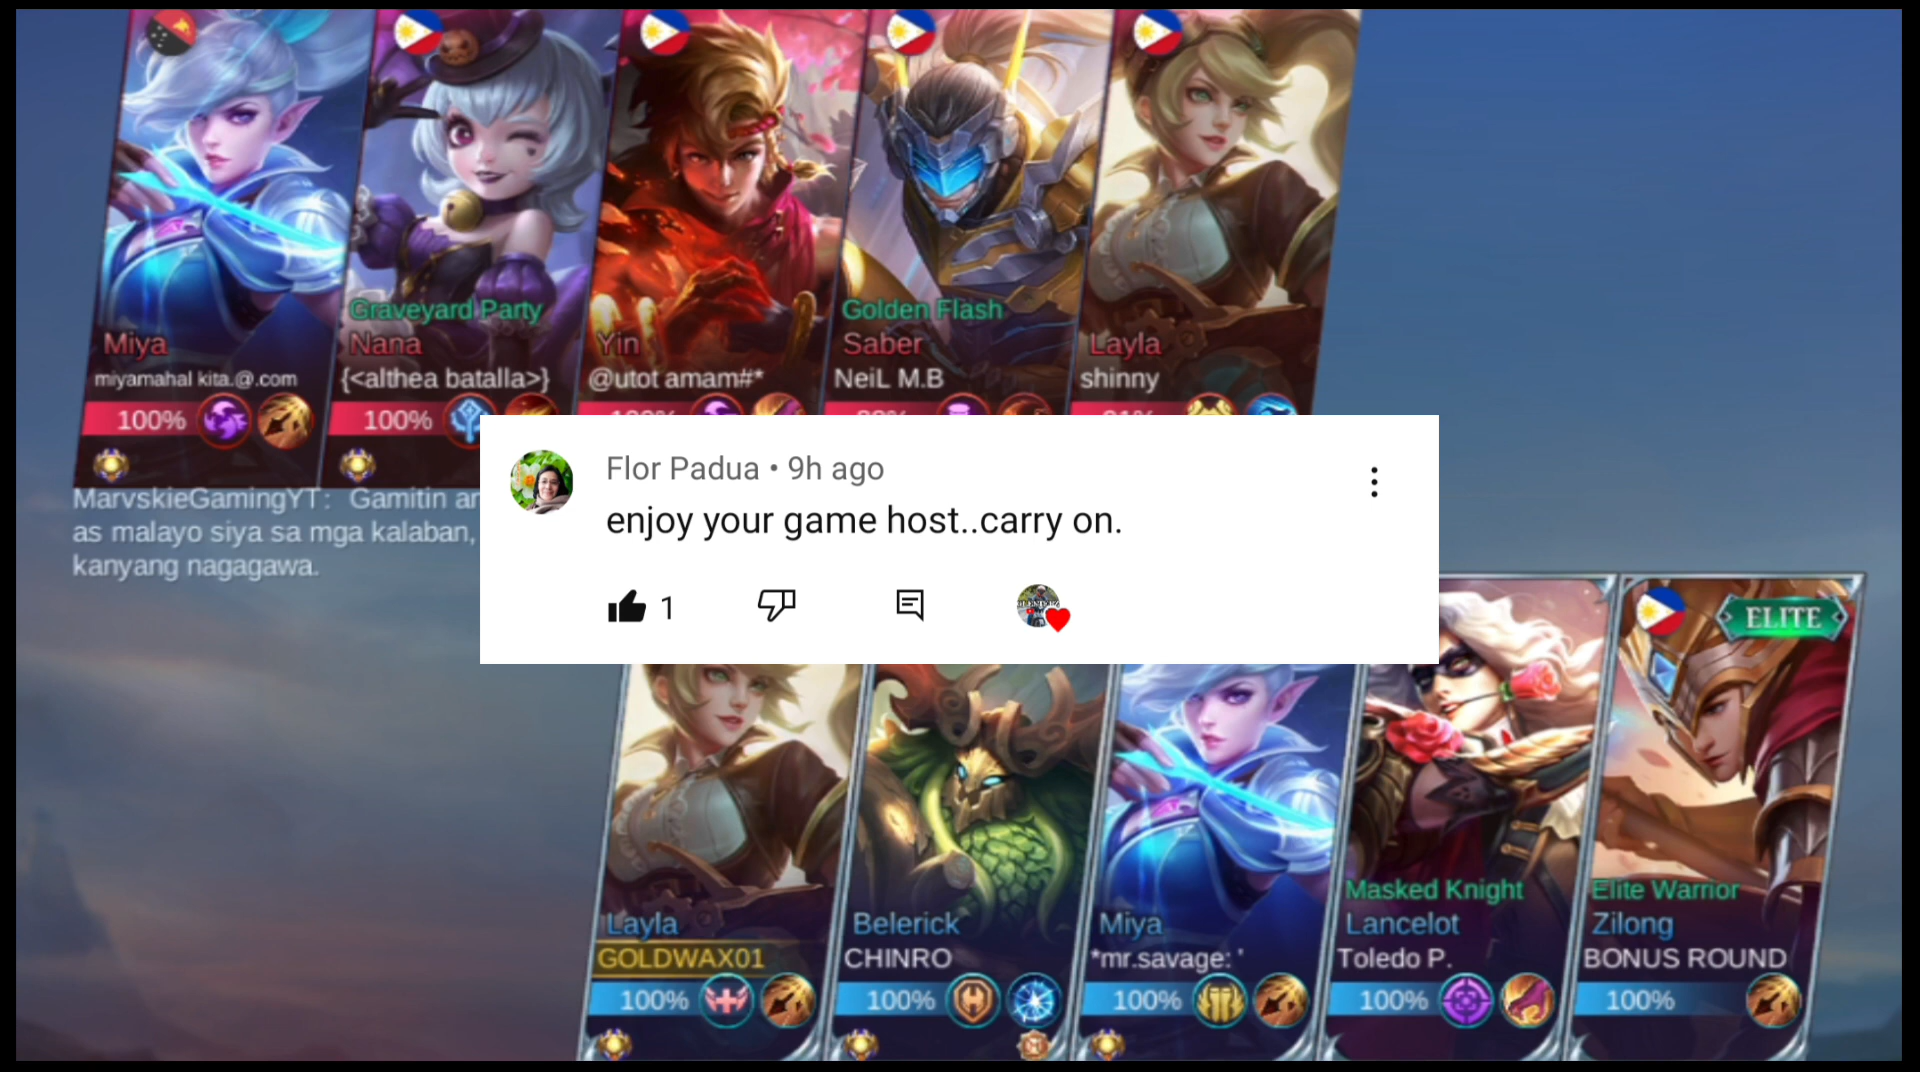 Graveyard Party
Golden Flash
Miya
Nana
Yin
Saber
Layla
miyamahal kita.@.com
{<althea batalla>}
@utot amam#*
NeiL M.B
shinny
100%
100%
MarvskieGamingYT: Gamitin
as malayo siya sa mga kalaban,
kanyang nagagawa.
Flor Padua • 9h ago
enjoy your game host..carry on.
1
ELITE
Masked Knight
Elite Warrior
Layla
Belerick
Miya
Lancelot
Zilong
GOLDWAX01
CHINRO
*mr.savage: '
Toledo P.
BONUS ROUND
100%
100%
100%
100%
100%